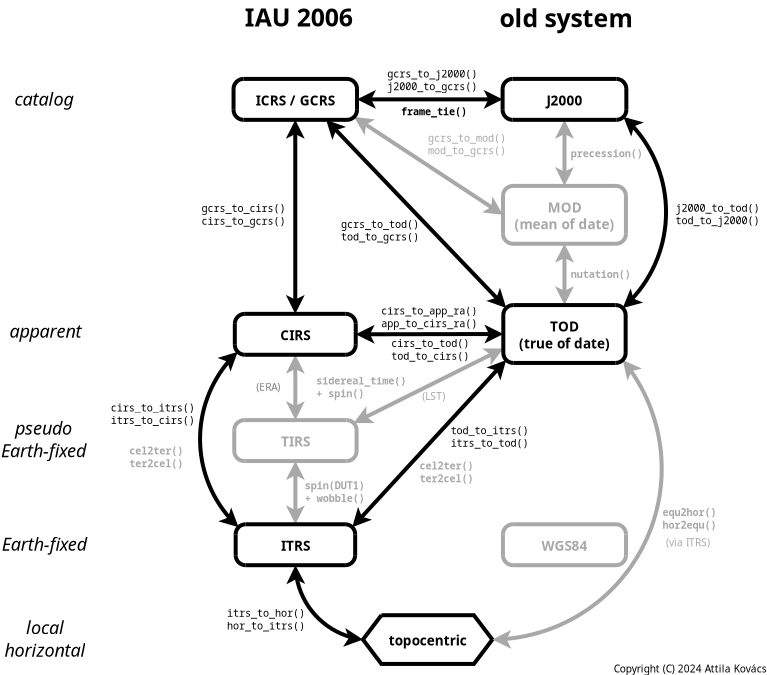 IAU 2006
old system
catalog
ICRS / GCRS
gcrs_to_j2000()
j2000_to_gcrs()
frame_tie()
J2000
gcrs_to_mod()
mod_to_gcrs()
precession()
MOD
(mean of date)
gcrs_to_cirs()
cirs_to_gcrs()
gcrs_to_tod()
tod_to_gcrs()
j2000_to_tod()
tod_to_j2000()
nutation()
apparent
CIRS
cirs_to_app_ra()
app_to_cirs_ra()
cirs_to_tod()
tod_to_cirs()
TOD
(true of date)
(ERA)
sidereal_time()
+ spin()
(LST)
cirs_to_itrs()
itrs_to_cirs()
cel2ter()
ter2cel()
pseudo
Earth-fixed
TIRS
tod_to_itrs()
itrs_to_tod()
cel2ter()
ter2cel()
spin(DUT1)
+ wobble()
equ2hor()
hor2equ()
(via ITRS)
Earth-fixed
ITRS
WGS84
itrs_to_hor()
hor_to_itrs()
local
horizontal
topocentric
Copyright (C) 2024 Attila Kovács